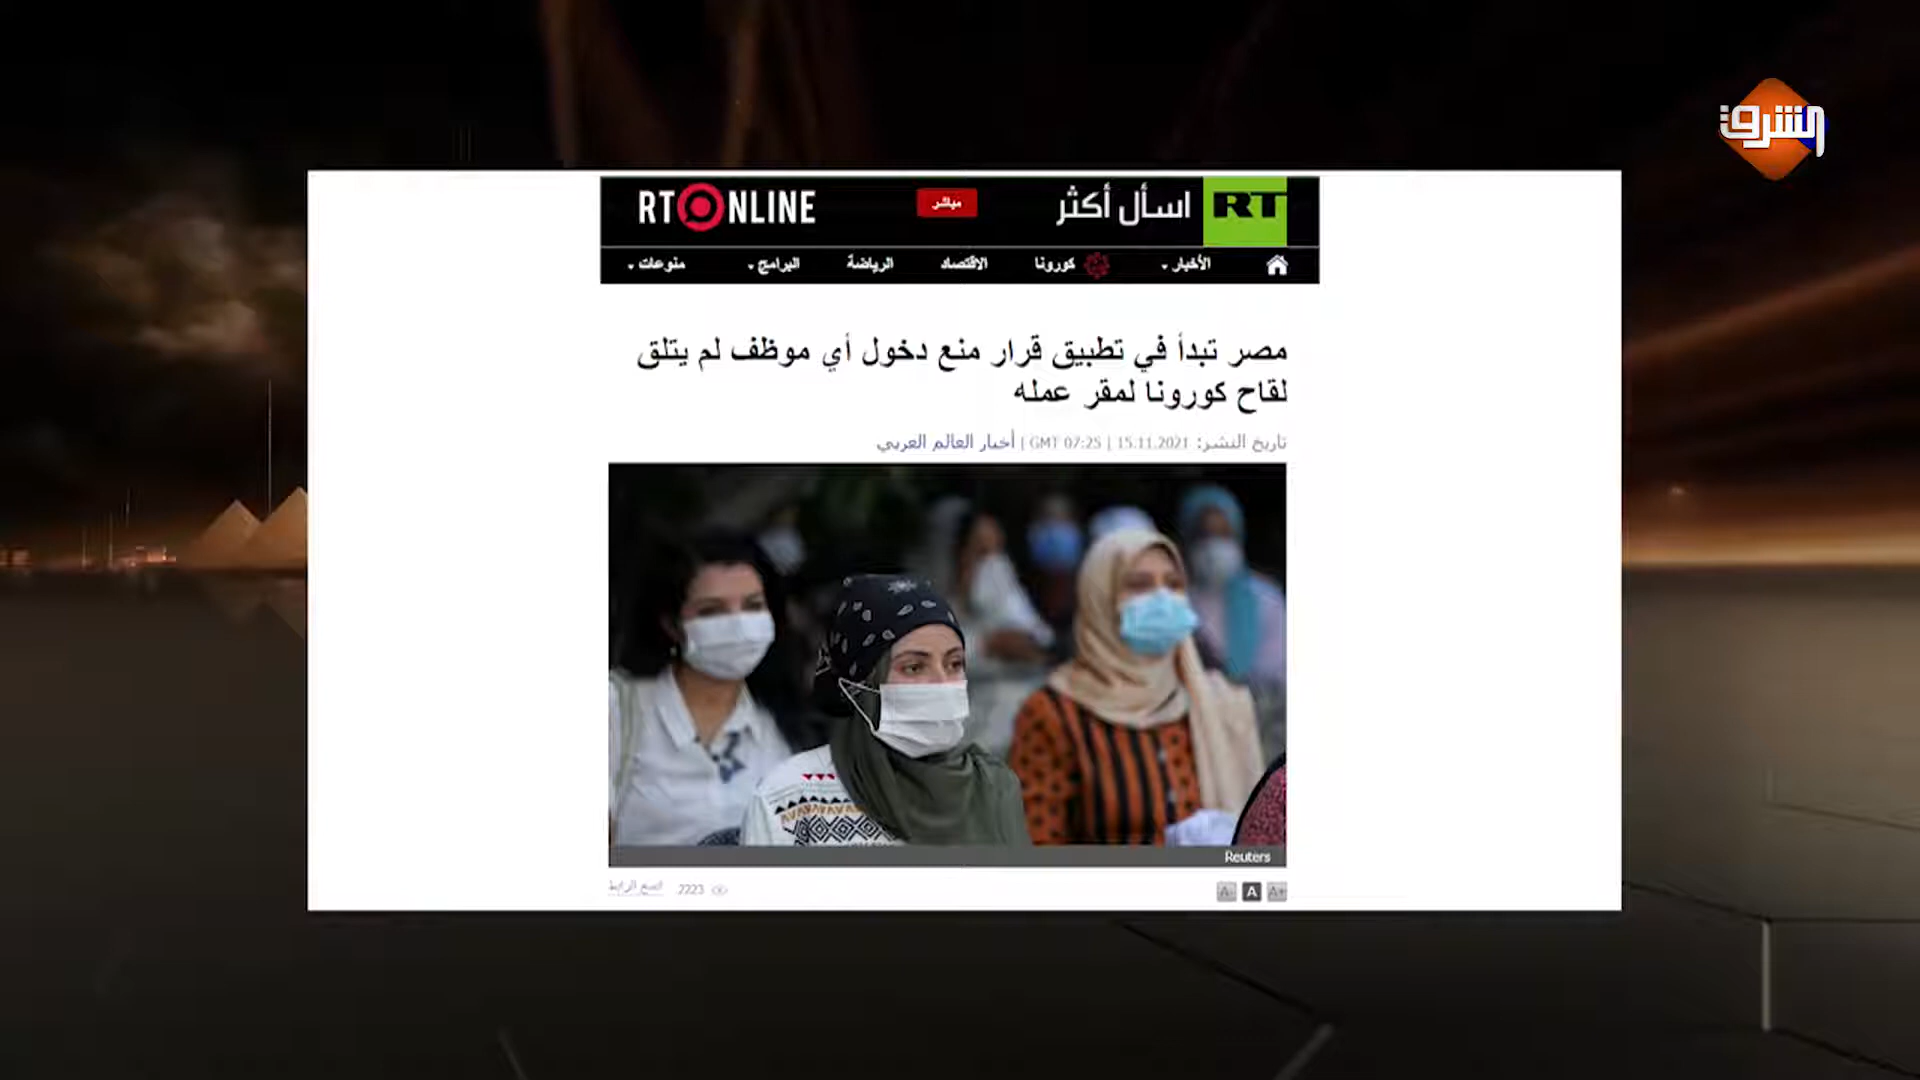 الشرق
RT اسأل أكثر مباشر RT ONLINE
الأخبار كورونا الاقتصاد الرياضة البرامج منوعات
مصر تبدأ في تطبيق قرار منع دخول أي موظف لم يتلق
لقاح كورونا لمقر عمله
تاريخ النشر: 15.11.2021 | 07:25 GMT | أخبار العالم العربي
Reuters
A+ A A- 2223 انسخ الرابط